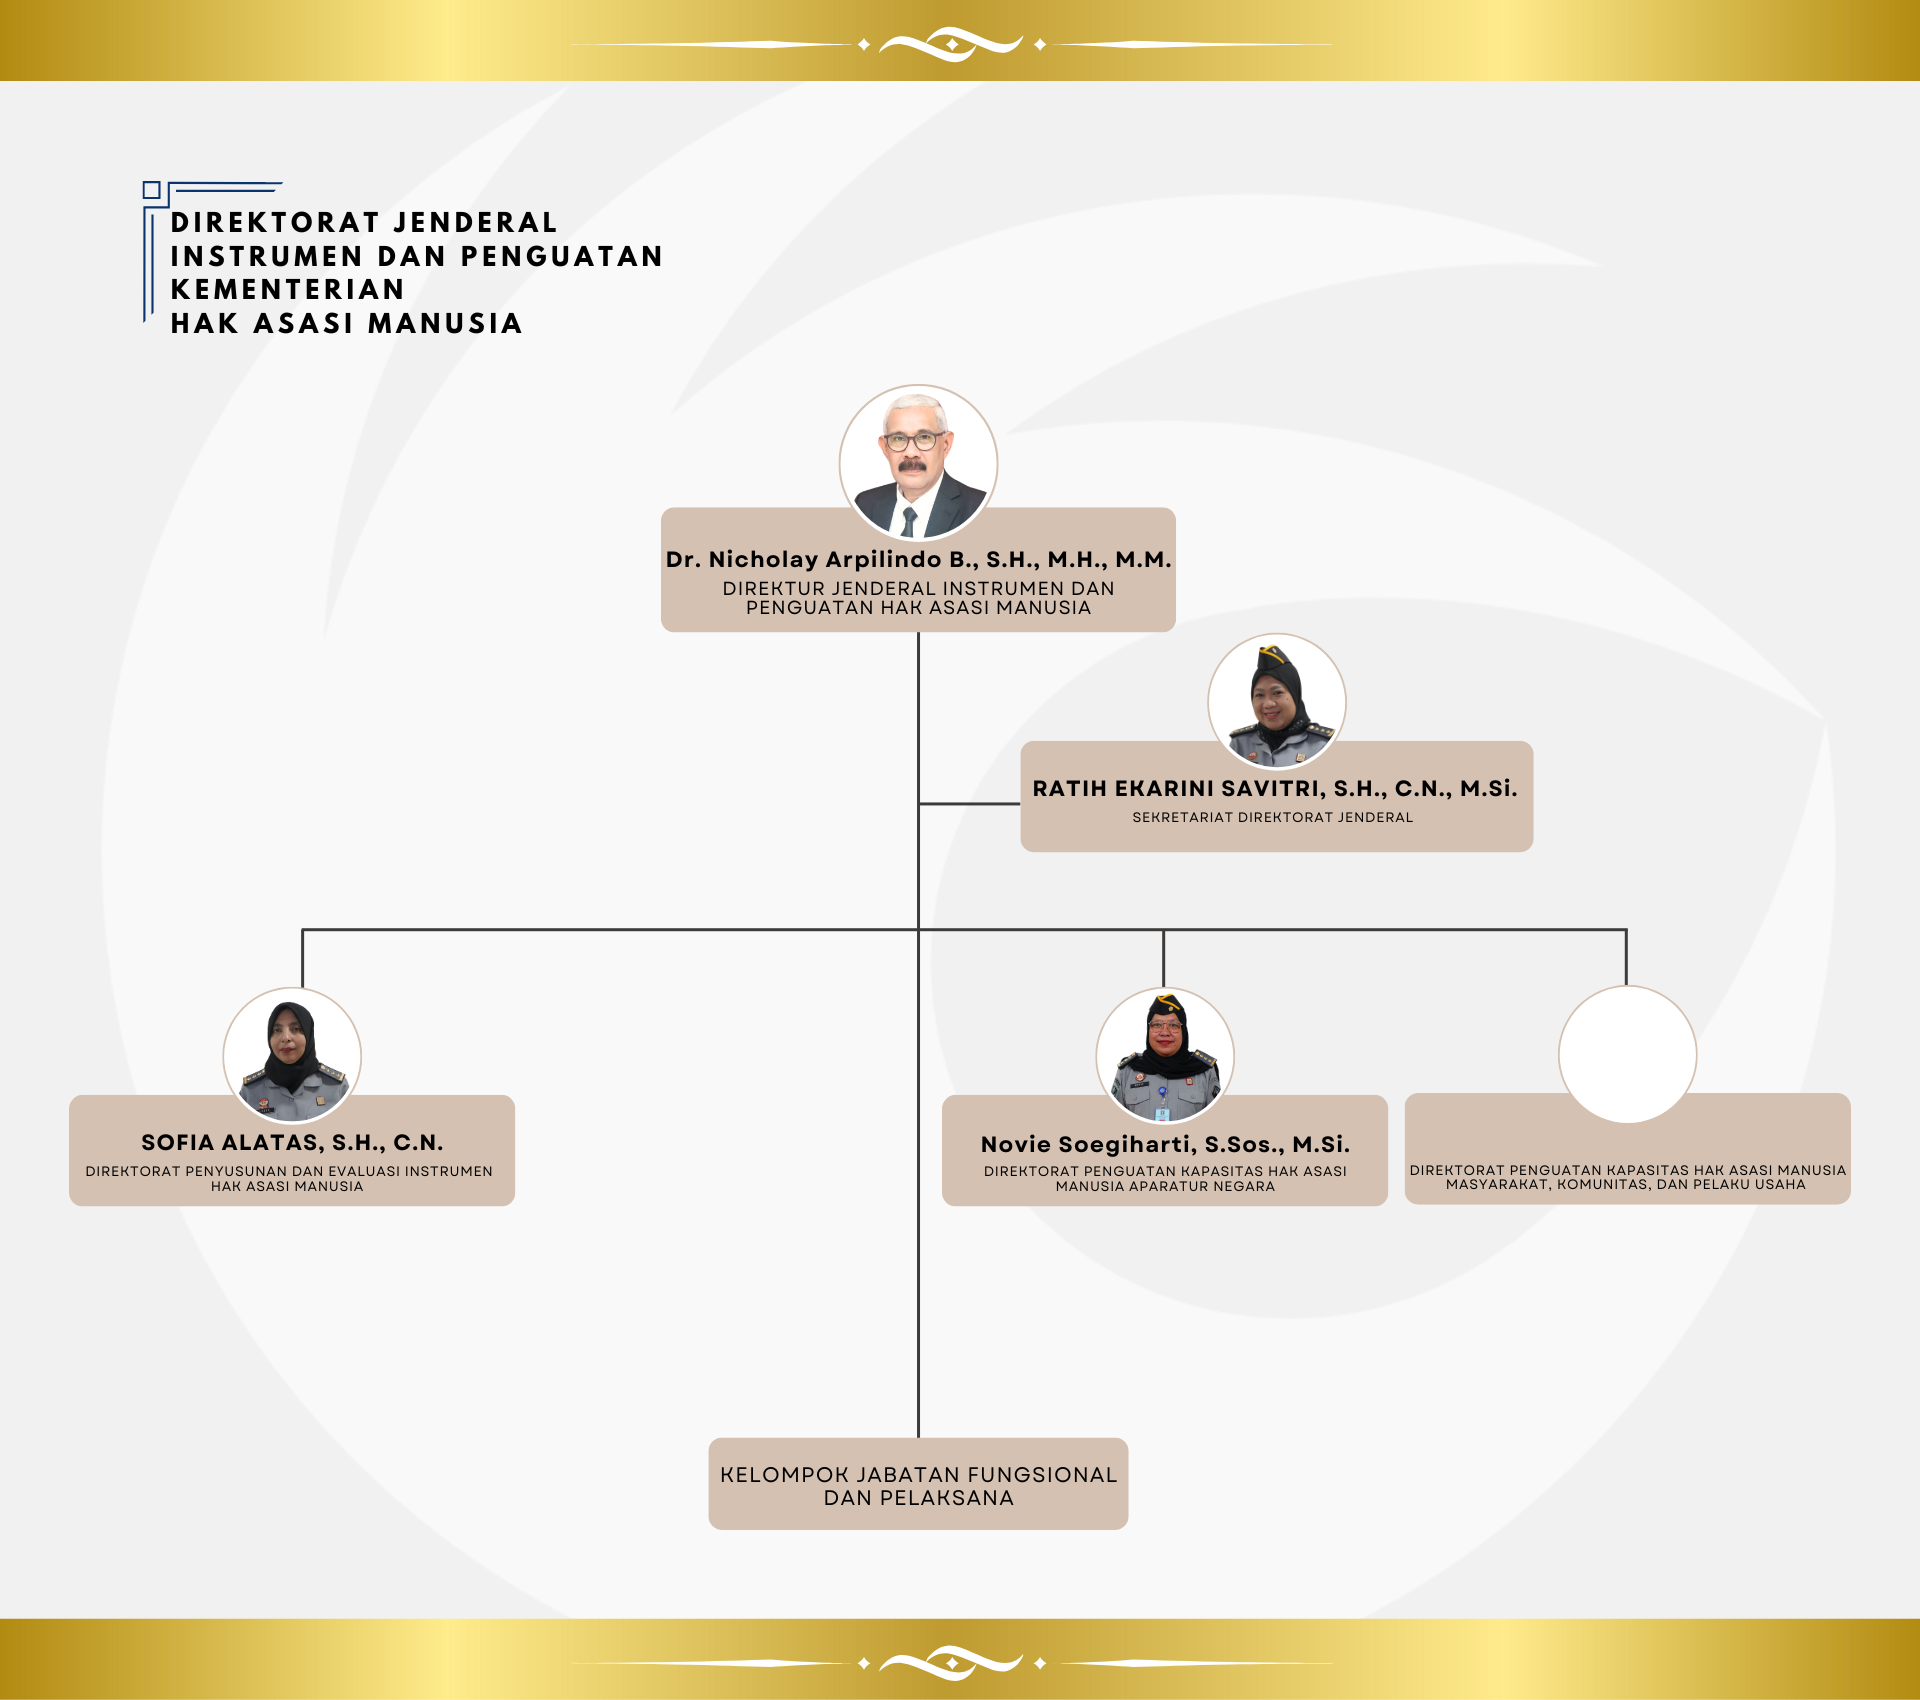 DIREKTORAT JENDERAL
INSTRUMEN DAN PENGUATAN
KEMENTERIAN
HAK ASASI MANUSIA
Dr. Nicholay Arpilindo B., S.H., M.H., M.M.
DIREKTUR JENDERAL INSTRUMEN DAN
PENGUATAN HAK ASASI MANUSIA
RATIH EKARINI SAVITRI, S.H., C.N., M.Si.
SEKRETARIAT DIREKTORAT JENDERAL
SOFIA ALATAS, S.H., C.N.
DIREKTORAT PENYUSUNAN DAN EVALUASI INSTRUMEN
HAK ASASI MANUSIA
Novie Soegiharti, S.Sos., M.Si.
DIREKTORAT PENGUATAN KAPASITAS HAK ASASI
MANUSIA APARATUR NEGARA
DIREKTORAT PENGUATAN KAPASITAS HAK ASASI MANUSIA
MASYARAKAT, KOMUNITAS, DAN PELAKU USAHA
KELOMPOK JABATAN FUNGSIONAL
DAN PELAKSANA